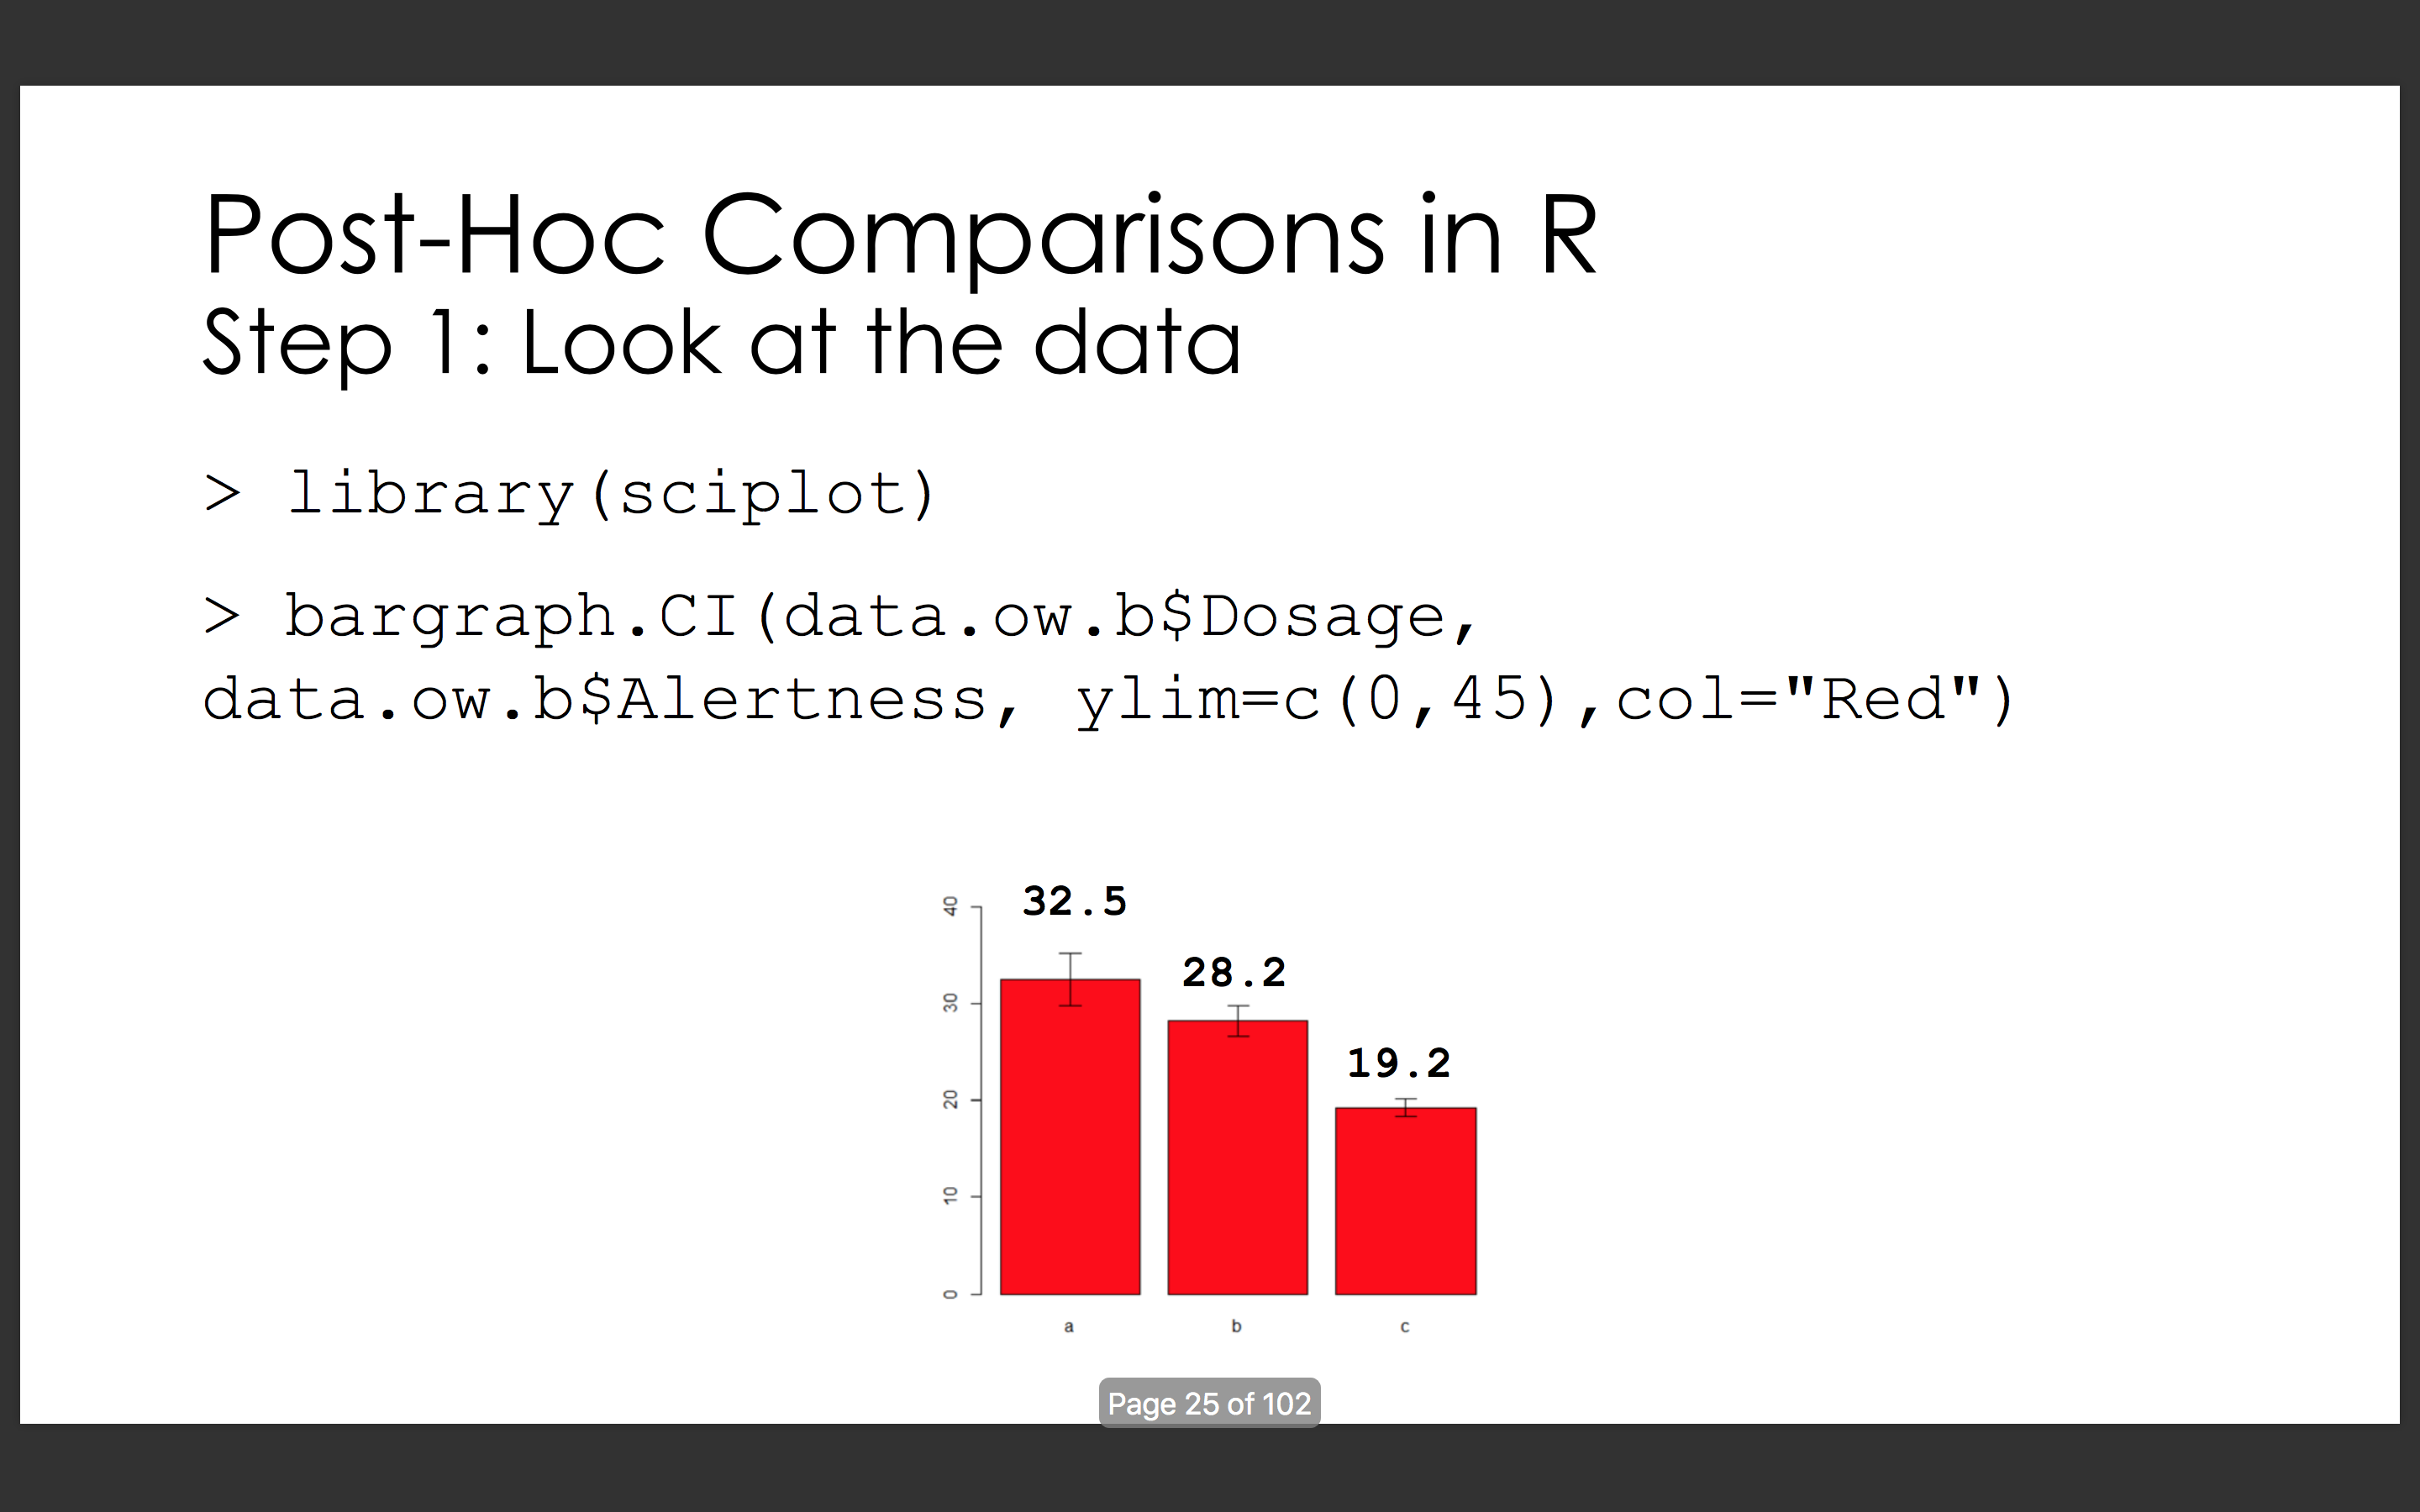 Post-Hoc Comparisons in R
Step 1: Look at the data
> library(sciplot)
> bargraph.CI(data.ow.b$Dosage,
data.ow.b$Alertness, ylim=c(0,45),col="Red")
32.5
28.2
19.2
40
30
20
10
0
a b c
Page 25 of 102